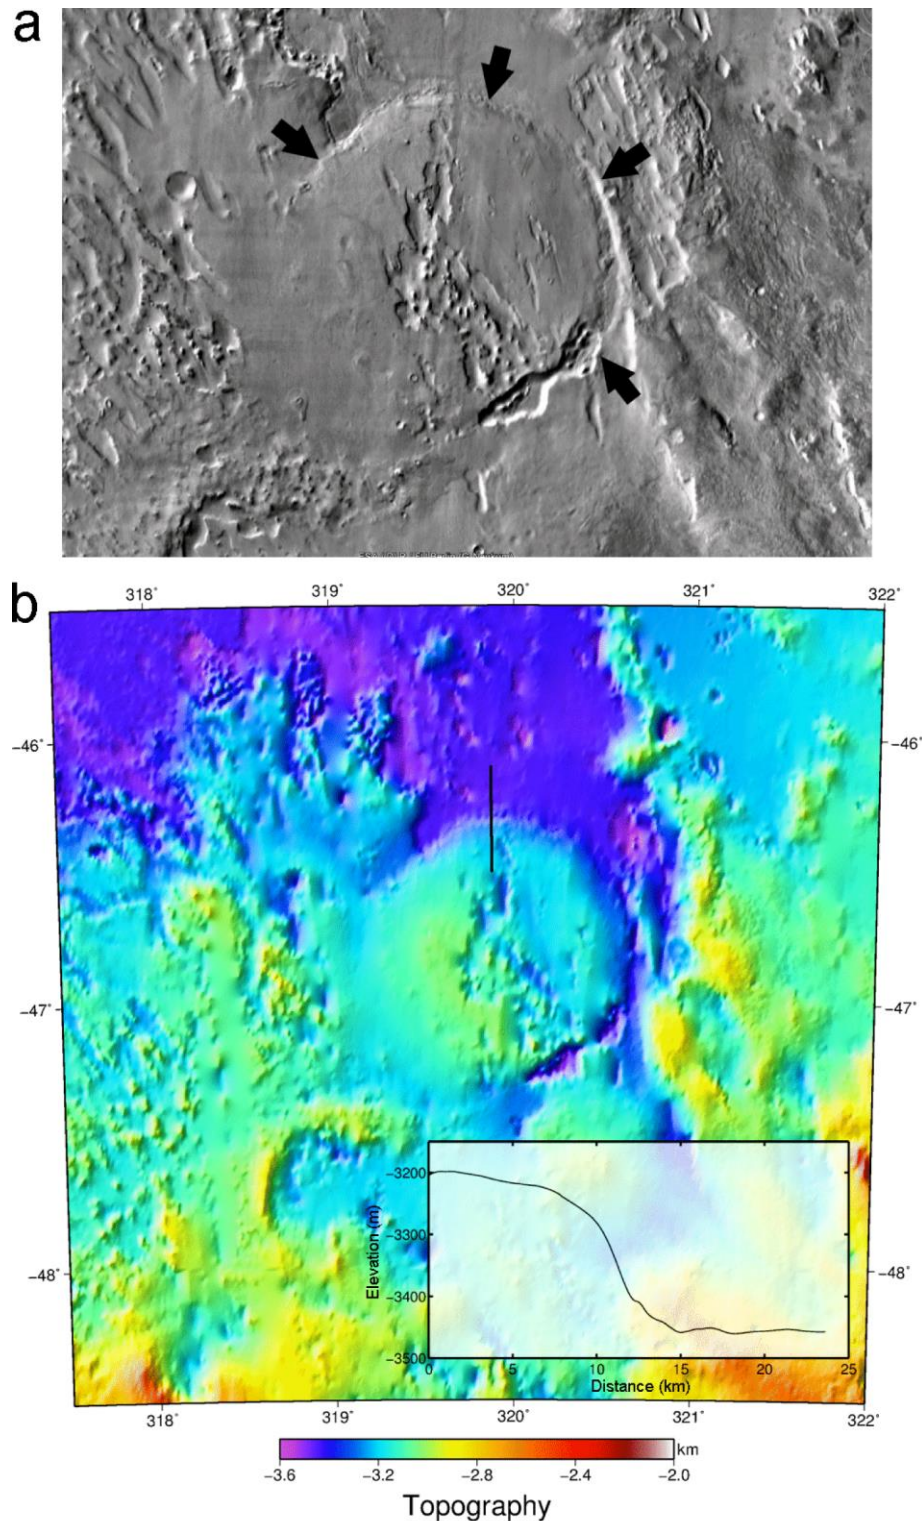 a
b
318˚ 319˚ 320˚ 321˚ 322˚
−46˚ −46˚
−47˚ −47˚
−48˚ −48˚
−3200
−3300
−3400
−3500
Elevation (m)
0 5 10 15 20 25
Distance (km)
318˚ 319˚ 320˚ 321˚ 322˚
km
−3.6 −3.2 −2.8 −2.4 −2.0
Topography